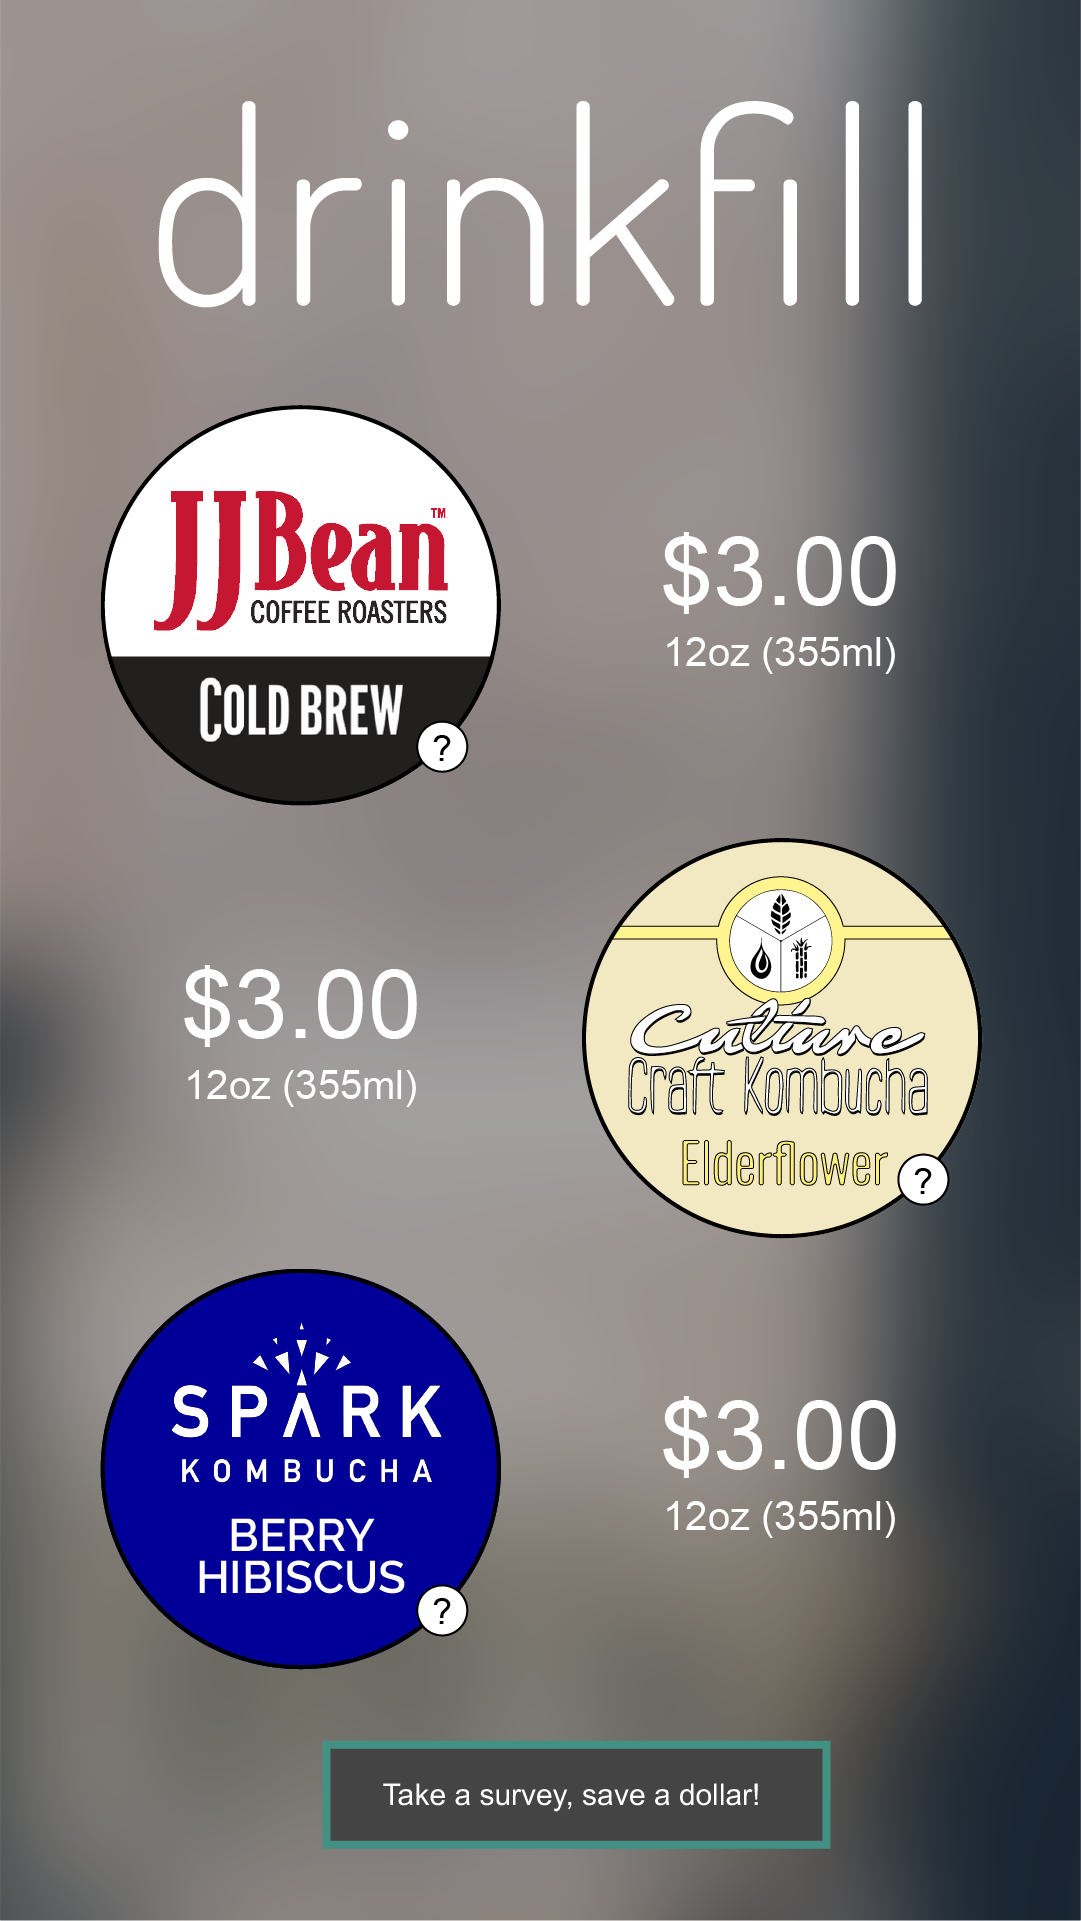 drinkfill
JJBean™
COFFEE ROASTERS
COLD BREW
?
$3.00
12oz (355ml)
$3.00
12oz (355ml)
Culture
Craft Kombucha
Elderflower
?
SPARK
KOMBUCHA
BERRY
HIBISCUS
?
$3.00
12oz (355ml)
Take a survey, save a dollar!